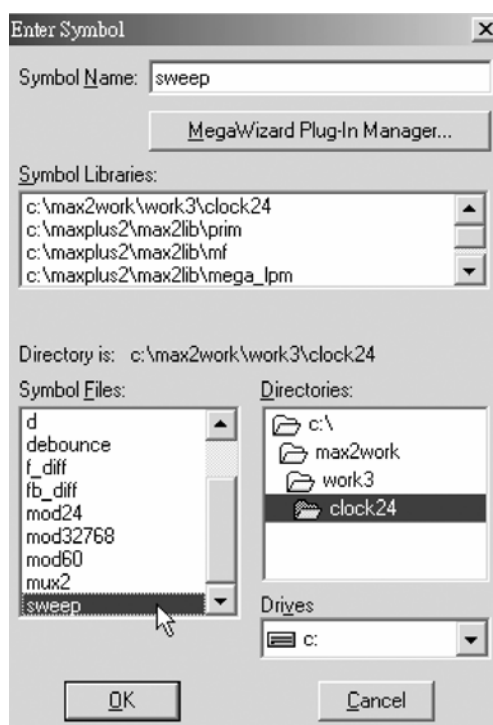 Enter Symbol
Symbol Name: sweep
MegaWizard Plug-In Manager...
Symbol Libraries:
c:\max2work\work3\clock24
c:\maxplus2\max2lib\prim
c:\maxplus2\max2lib\mf
c:\maxplus2\max2lib\mega_lpm
Directory is: c:\max2work\work3\clock24
Symbol Files:
d
debounce
f_diff
fb_diff
mod24
mod32768
mod60
mux2
sweep
Directories:
c:\
max2work
work3
clock24
Drives
c:
OK
Cancel